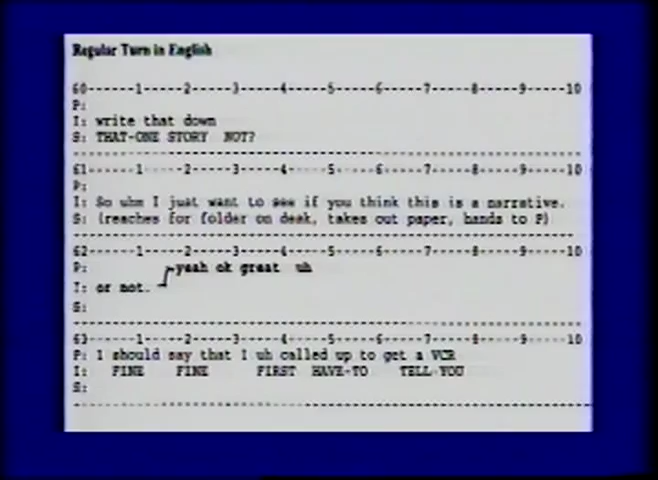 Regular Turn in English
60------1-----2-----3-----4-----5-----6-----7-----8-----9-----10
P:
I: write that down
S: THAT-ONE STORY NOT?
61------1-----2-----3-----4-----5-----6-----7-----8-----9-----10
P:
I: So uhm I just want to see if you think this is a narrative.
S: (reaches for folder on desk, takes out paper, hands to P)
62------1-----2-----3-----4-----5-----6-----7-----8-----9-----10
P: yeah ok great uh
I: or not.
S:
63------1-----2-----3-----4-----5-----6-----7-----8-----9-----10
P: I should say that I uh called up to get a VCR
I: FINE FINE FIRST HAVE-TO TELL-YOU
S: